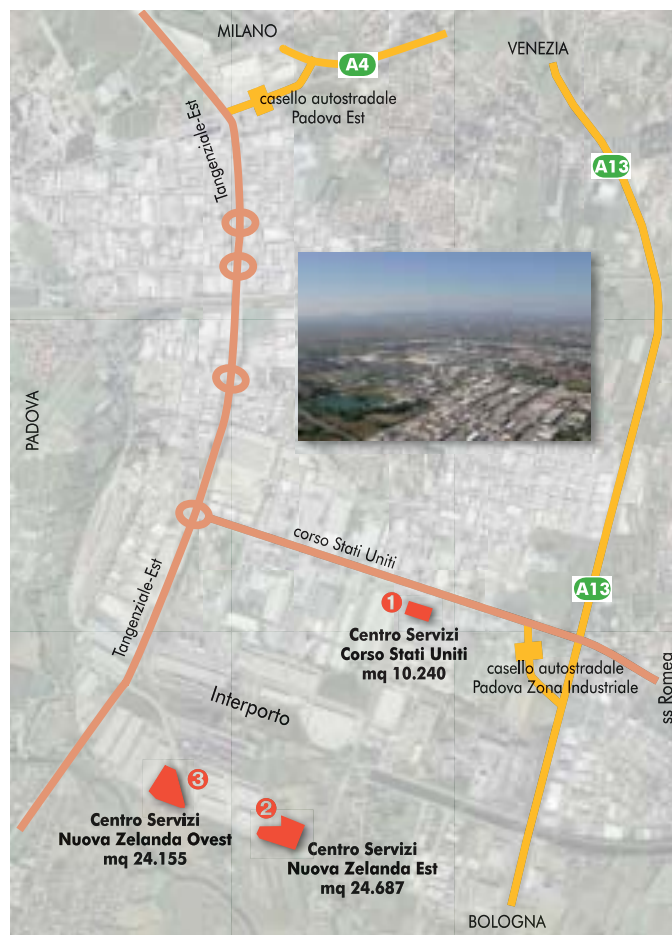 MILANO
A4
VENEZIA
casello autostradale
Padova Est
Tangenziale-Est
A13
PADOVA
corso Stati Uniti
Tangenziale-Est
A13
1
Centro Servizi
Corso Stati Uniti
mq 10.240
casello autostradale
Padova Zona Industriale
ss Romea
Interporto
3
Centro Servizi
Nuova Zelanda Ovest
mq 24.155
2
Centro Servizi
Nuova Zelanda Est
mq 24.687
BOLOGNA